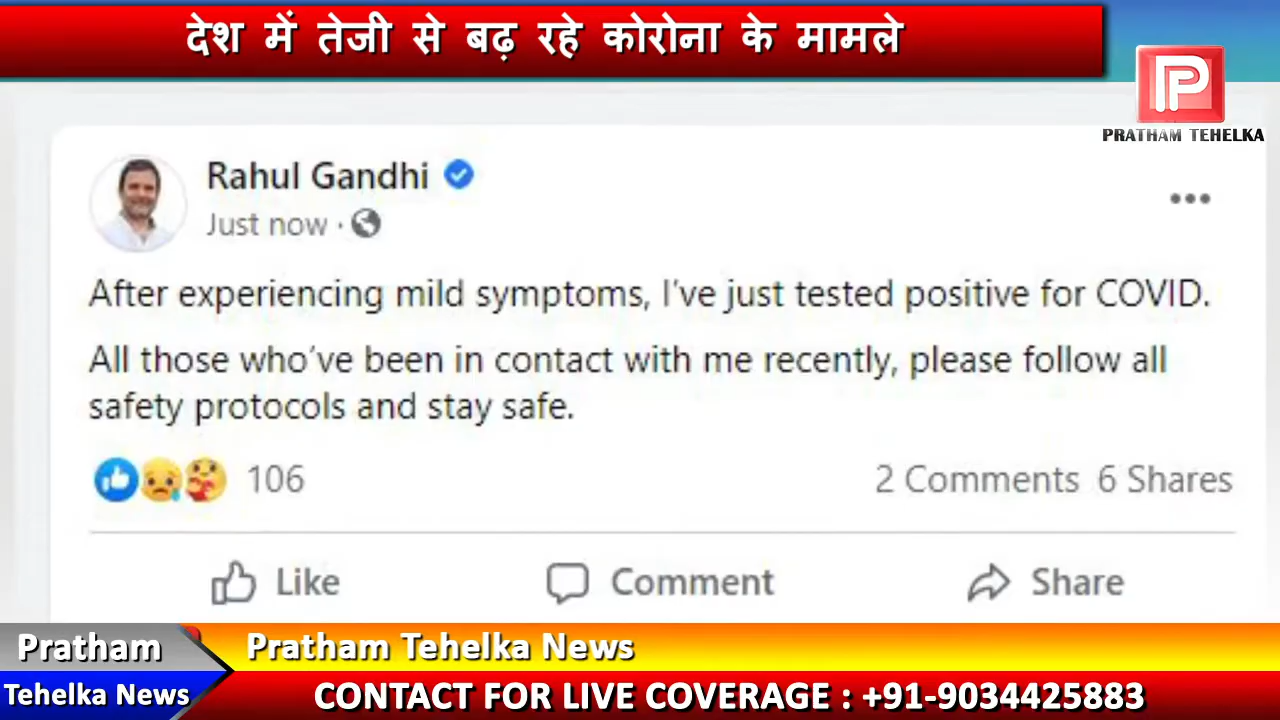 देश में तेजी से बढ़ रहे कोरोना के मामले
P
PRATHAM TEHELKA
Rahul Gandhi
Just now ·
After experiencing mild symptoms, I've just tested positive for COVID.
All those who've been in contact with me recently, please follow all
safety protocols and stay safe.
106
2 Comments 6 Shares
Like Comment Share
Pratham
Tehelka News
Pratham Tehelka News
CONTACT FOR LIVE COVERAGE : +91-9034425883